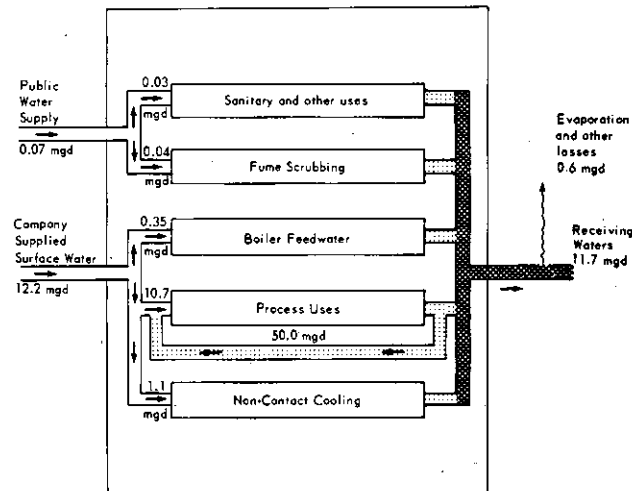 Public
Water
Supply
0.07 mgd
0.03
mgd
Sanitary and other uses
0.04
mgd
Fume Scrubbing
Evaporation
and other
losses
0.6 mgd
Company
Supplied
Surface Water
12.2 mgd
0.35
mgd
Boiler Feedwater
Receiving
Waters
11.7 mgd
10.7
Process Uses
50.0 mgd
1.1
mgd
Non-Contact Cooling